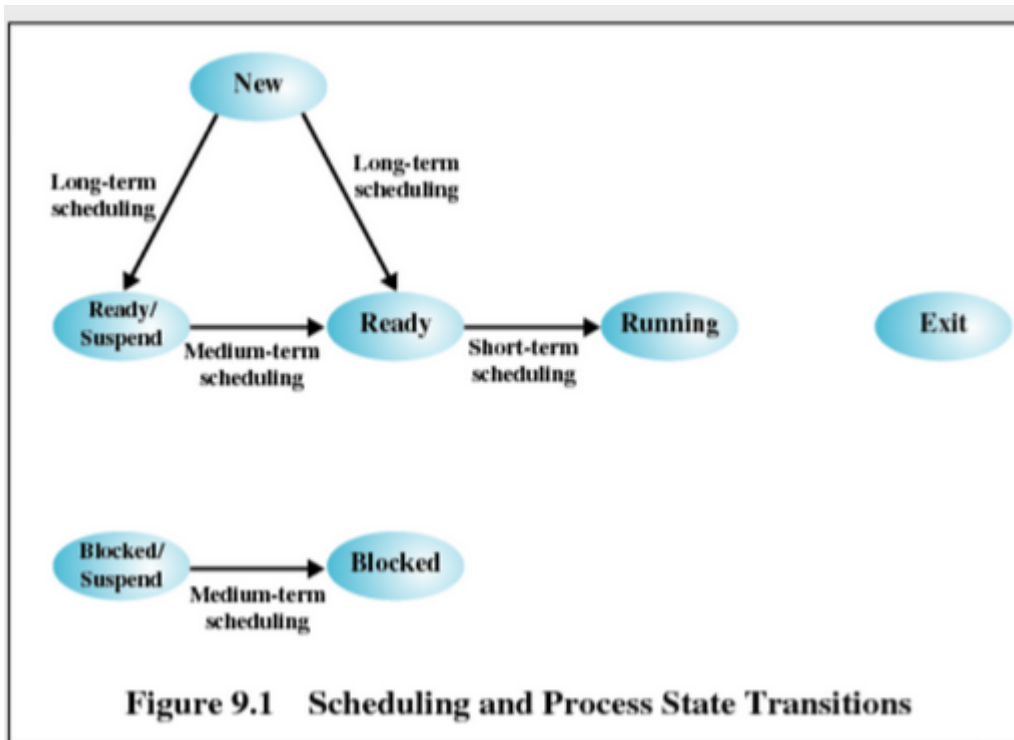 New
Long-term
scheduling
Long-term
scheduling
Ready/
Suspend
Ready
Running
Exit
Medium-term
scheduling
Short-term
scheduling
Blocked/
Suspend
Blocked
Medium-term
scheduling
Figure 9.1 Scheduling and Process State Transitions